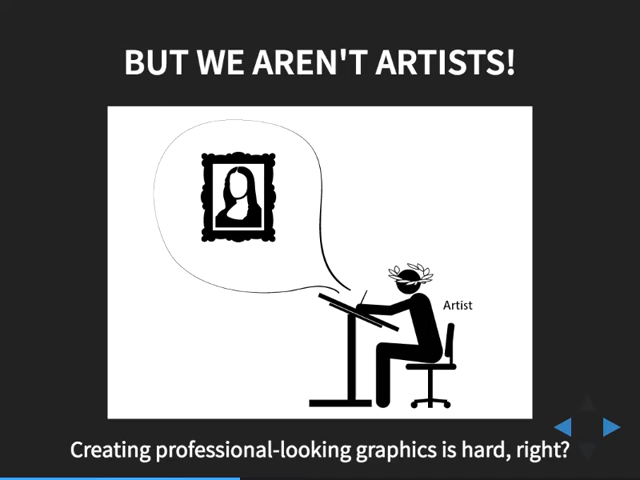 BUT WE AREN'T ARTISTS!
Artist
Creating professional-looking graphics is hard, right?